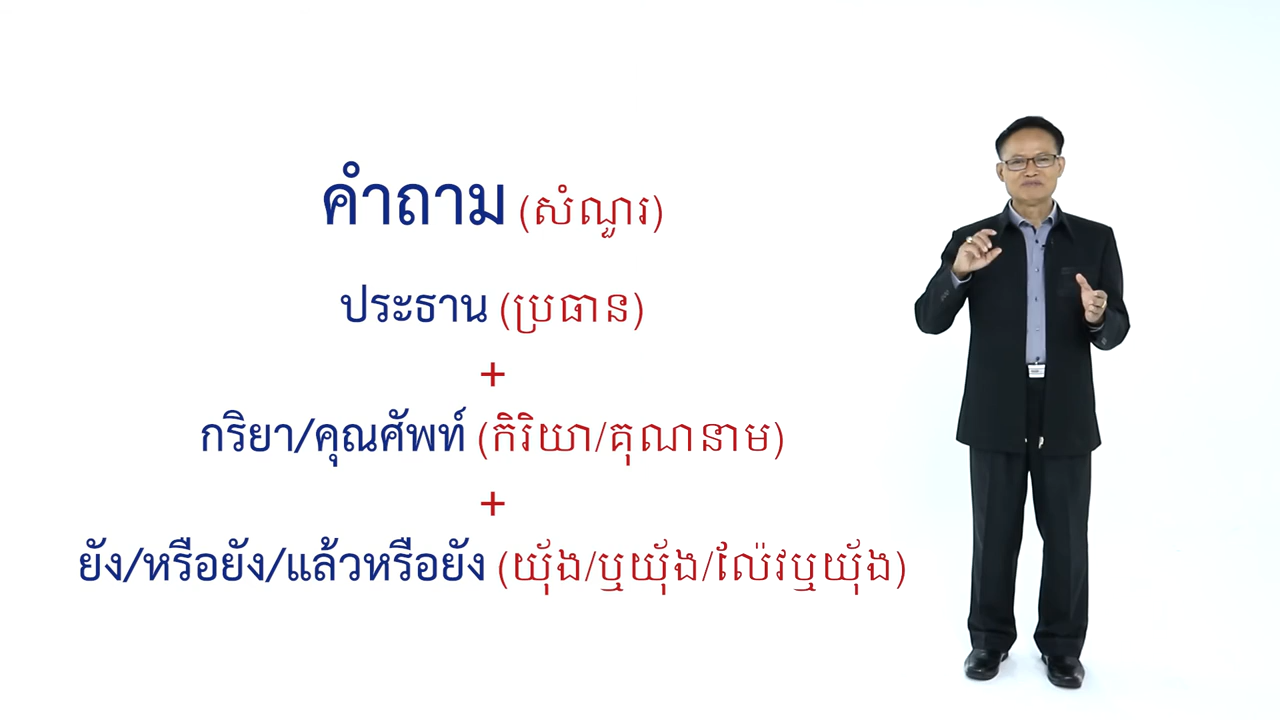 คำถาม (សំណួរ)
ประธาน (ប្រធាន)
+
กริยา/คุณศัพท์ (កិរិយា/គុណនាម)
+
ยัง/หรือยัง/แล้วหรือยัง (យ៉ុ័ង/ឬយ៉ុ័ង/ល៉ែវឬយ៉ុ័ង)